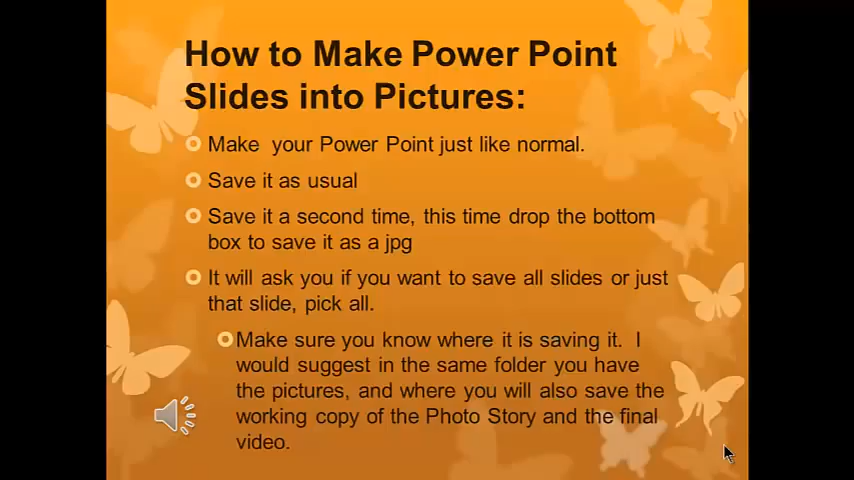 How to Make Power Point
Slides into Pictures:
Make your Power Point just like normal.
Save it as usual
Save it a second time, this time drop the bottom
box to save it as a jpg
It will ask you if you want to save all slides or just
that slide, pick all.
Make sure you know where it is saving it. I
would suggest in the same folder you have
the pictures, and where you will also save the
working copy of the Photo Story and the final
video.